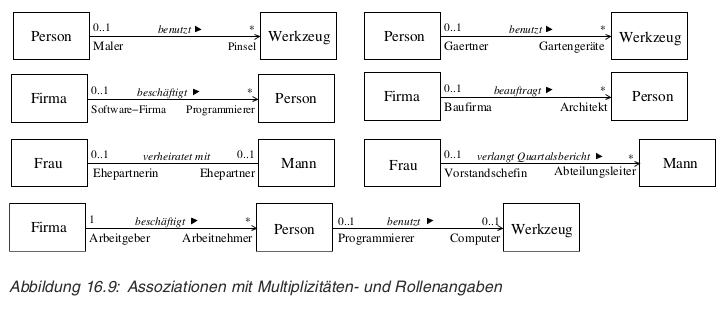 Person 0..1 benutzt ► * Werkzeug
Maler Pinsel
Person 0..1 benutzt ► * Werkzeug
Gaertner Gartengeräte
Firma 0..1 beschäftigt ► * Person
Software-Firma Programmierer
Firma 0..1 beauftragt ► * Person
Baufirma Architekt
Frau 0..1 verheiratet mit 0..1 Mann
Ehepartnerin Ehepartner
Frau 0..1 verlangt Quartalsbericht ► * Mann
Vorstandschefin Abteilungsleiter
Firma 1 beschäftigt ► * Person 0..1 benutzt ► 0..1 Werkzeug
Arbeitgeber Arbeitnehmer Programmierer Computer
Abbildung 16.9: Assoziationen mit Multiplizitäten- und Rollenangaben